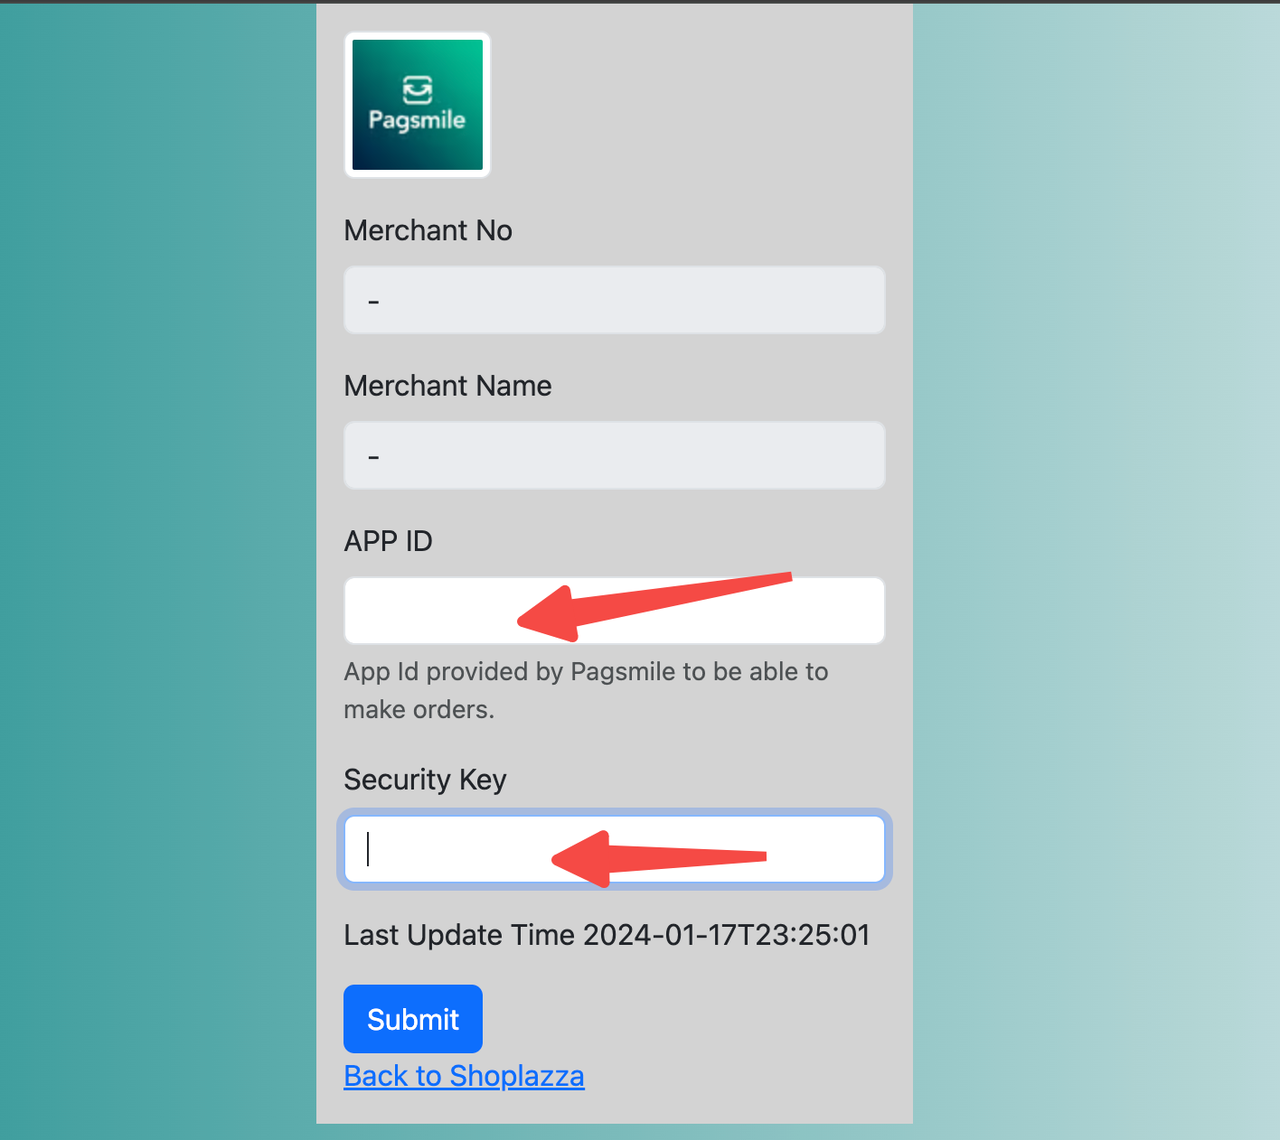 Pagsmile
Merchant No
-
Merchant Name
-
APP ID
App Id provided by Pagsmile to be able to
make orders.
Security Key
Last Update Time 2024-01-17T23:25:01
Submit
Back to Shoplazza